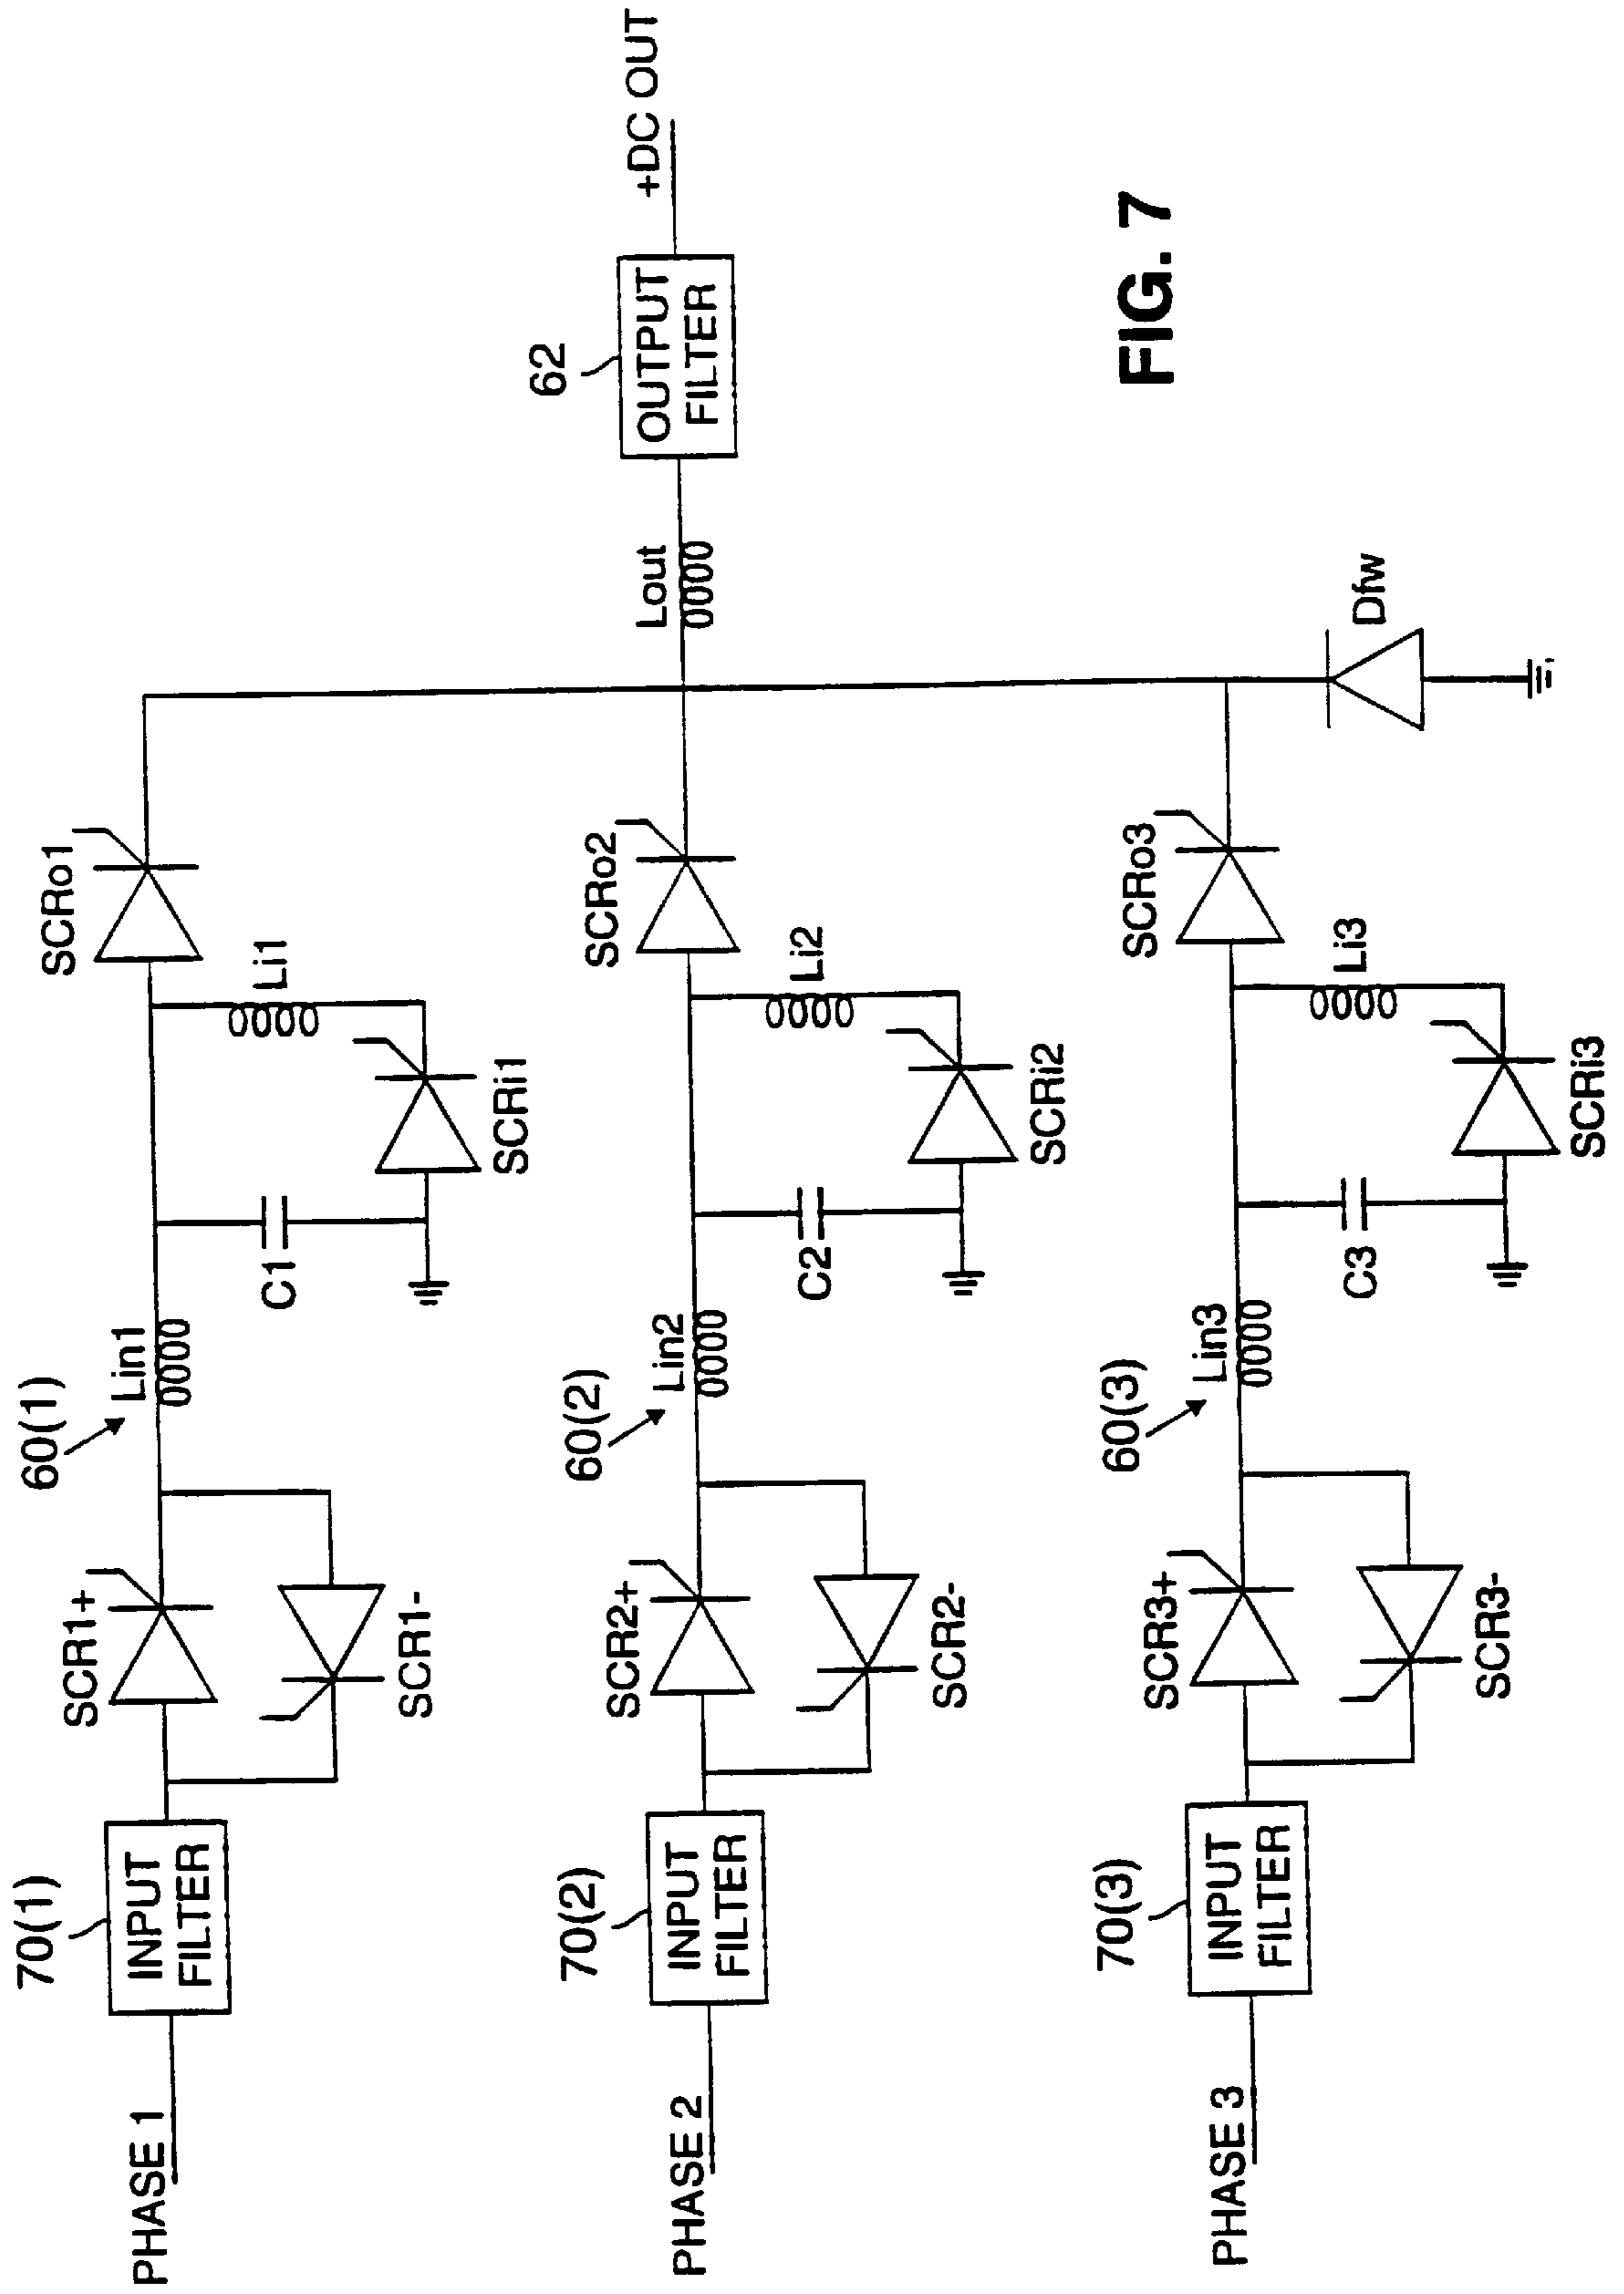 PHASE 1
70(1)
INPUT
FILTER
SCR1+
SCR1-
60(1)
Lin1
C1
Li1
SCRi1
SCRo1
PHASE 2
70(2)
INPUT
FILTER
SCR2+
SCR2-
60(2)
Lin2
C2
Li2
SCRi2
SCRo2
Lout
62
OUTPUT
FILTER
+DC OUT
PHASE 3
70(3)
INPUT
FILTER
SCR3+
SCR3-
60(3)
Lin3
C3
Li3
SCRi3
SCRo3
Dfw
FIG. 7